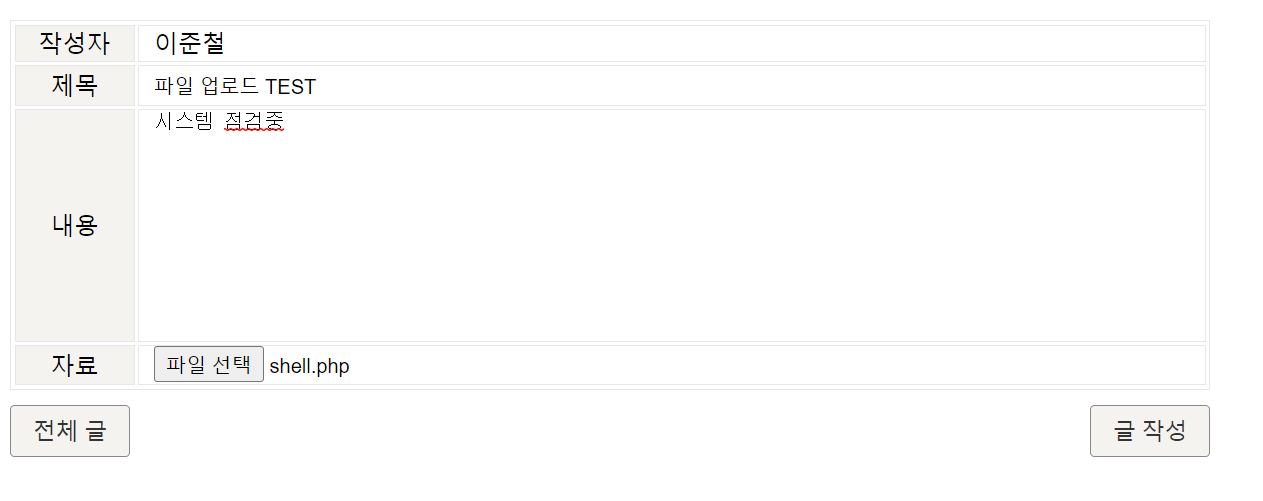 작성자 이준철
제목 파일 업로드 TEST
내용 시스템 점검중
자료 파일 선택 shell.php
전체 글 글 작성